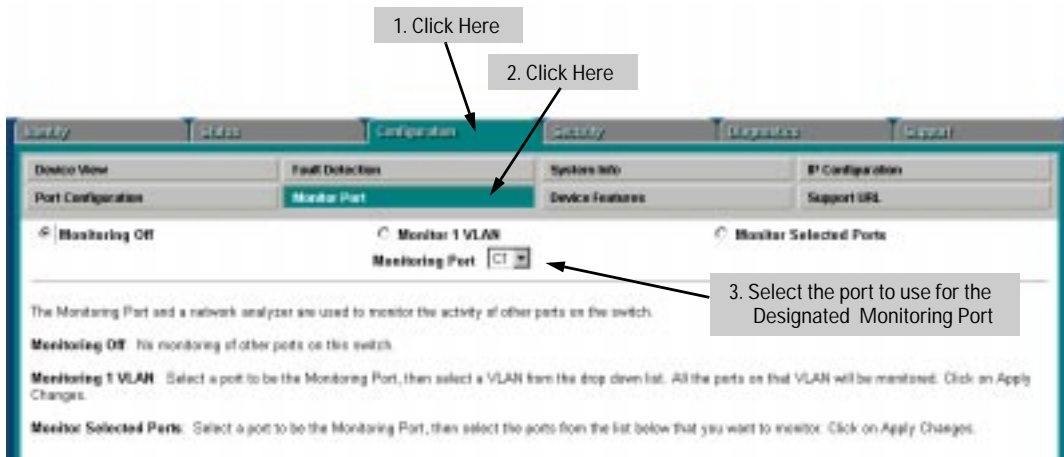 1. Click Here
2. Click Here
Identity Status Configuration Security Diagnostics Support
Device View Fault Detection System Info IP Configuration
Port Configuration Monitor Port Device Features Support URL
Monitoring Off Monitor 1 VLAN Monitor Selected Ports
Monitoring Port C1
3. Select the port to use for the
Designated Monitoring Port
The Monitoring Port and a network analyzer are used to monitor the activity of other ports on the switch.
Monitoring Off No monitoring of other ports on this switch.
Monitoring 1 VLAN: Select a port to be the Monitoring Port, then select a VLAN from the drop down list. All the ports on that VLAN will be monitored. Click on Apply
Changes.
Monitor Selected Ports: Select a port to be the Monitoring Port, then select the ports from the list below that you want to monitor. Click on Apply Changes.